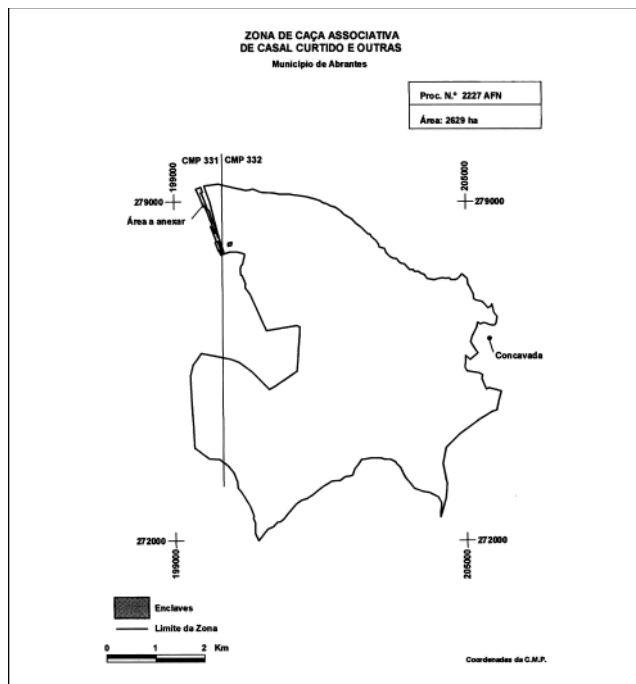 ZONA DE CAÇA ASSOCIATIVA
DE CASAL CURTIDO E OUTRAS
Município de Abrantes
Proc. N.º 2227 AFN
Área: 2629 ha
CMP 331 CMP 332
199000
205000
279000
279000
Área a anexar
Concavada
272000
272000
199000
205000
Enclaves
Limite da Zona
0 1 2 Km
Coordenadas da C.M.P.